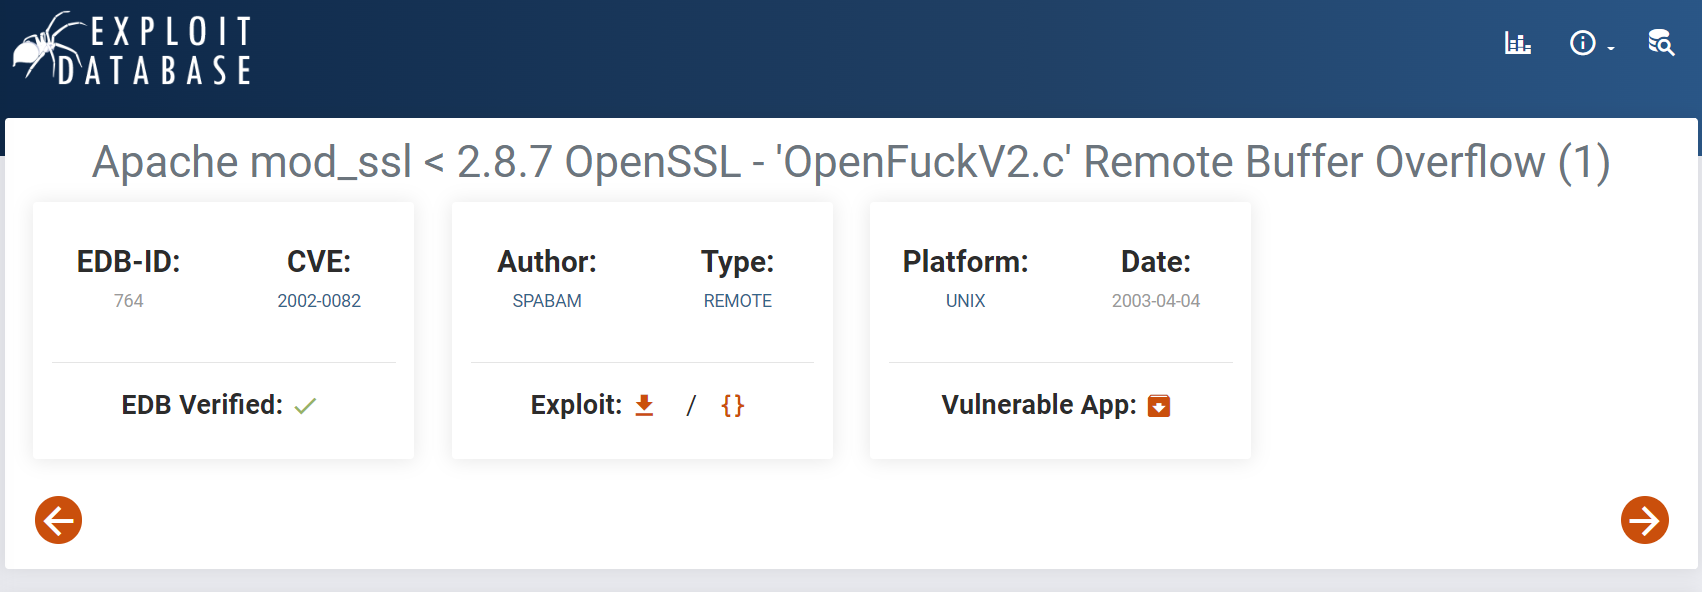 EXPLOIT
DATABASE
Apache mod_ssl < 2.8.7 OpenSSL - 'OpenFuckV2.c' Remote Buffer Overflow (1)
EDB-ID:
764
CVE:
2002-0082
Author:
SPABAM
Type:
REMOTE
Platform:
UNIX
Date:
2003-04-04
EDB Verified:
Exploit: / {}
Vulnerable App: